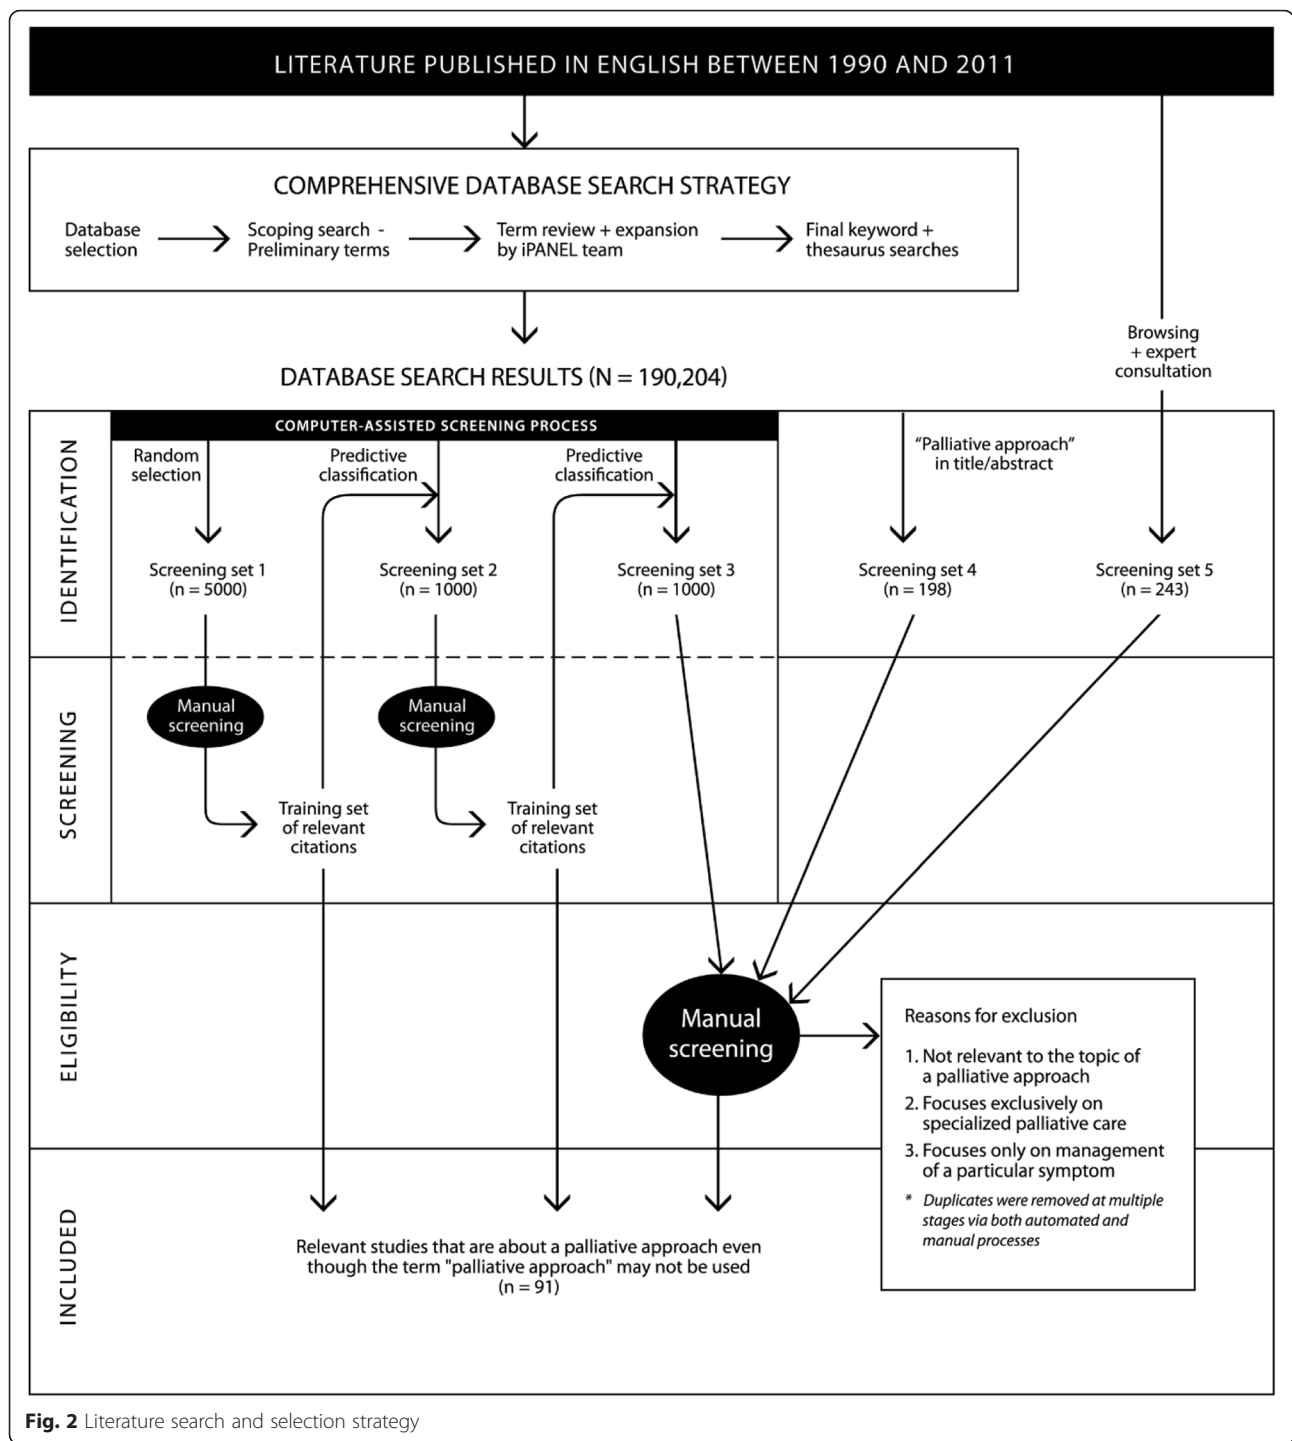 LITERATURE PUBLISHED IN ENGLISH BETWEEN 1990 AND 2011
COMPREHENSIVE DATABASE SEARCH STRATEGY
Database
selection
Scoping search -
Preliminary terms
Term review + expansion
by iPANEL team
Final keyword +
thesaurus searches
Browsing
+ expert
consultation
DATABASE SEARCH RESULTS (N = 190,204)
IDENTIFICATION
COMPUTER-ASSISTED SCREENING PROCESS
Random
selection
Predictive
classification
Predictive
classification
"Palliative approach"
in title/abstract
Screening set 1
(n = 5000)
Screening set 2
(n = 1000)
Screening set 3
(n = 1000)
Screening set 4
(n = 198)
Screening set 5
(n = 243)
SCREENING
Manual
screening
Manual
screening
Training set
of relevant
citations
Training set
of relevant
citations
ELIGIBILITY
Manual
screening
Reasons for exclusion
1. Not relevant to the topic of
a palliative approach
2. Focuses exclusively on
specialized palliative care
3. Focuses only on management
of a particular symptom
* Duplicates were removed at multiple
stages via both automated and
manual processes
INCLUDED
Relevant studies that are about a palliative approach even
though the term "palliative approach" may not be used
(n = 91)
Fig. 2 Literature search and selection strategy